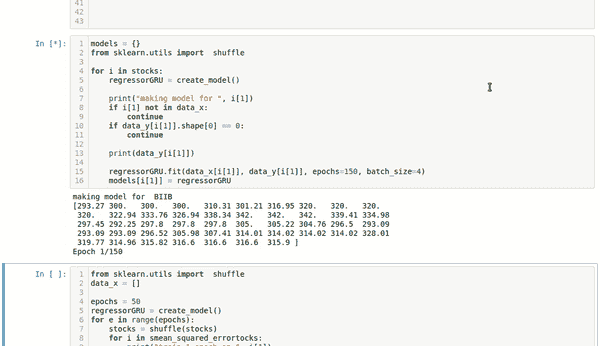 41
42
43
In [*]:
1 models = {}
2 from sklearn.utils import  shuffle
3
4 for i in stocks:
5     regressorGRU = create_model()
6
7     print("making model for ", i[1])
8     if i[1] not in data_x:
9         continue
10     if data_y[i[1]].shape[0] == 0:
11         continue
12
13     print(data_y[i[1]])
14
15     regressorGRU.fit(data_x[i[1]], data_y[i[1]], epochs=150, batch_size=4)
16     models[i[1]] = regressorGRU
making model for  BIIB
[293.27 300.   300.   300.   310.31 301.21 316.95 320.   320.   320.
 320.   322.94 333.76 326.94 338.34 342.   342.   342.   339.41 334.98
 297.45 292.25 297.8  297.8  297.8  305.   305.22 304.76 296.5  293.09
 293.09 293.09 296.52 305.98 307.41 314.01 314.02 314.02 314.02 328.01
 319.77 314.96 315.82 316.6  316.6  316.6  315.9 ]
Epoch 1/150
In [ ]:
1 from sklearn.utils import  shuffle
2 data_x = []
3
4 epochs = 50
5 regressorGRU = create_model()
6 for e in range(epochs):
7     stocks = shuffle(stocks)
8     for i in smean_squared_errortocks: